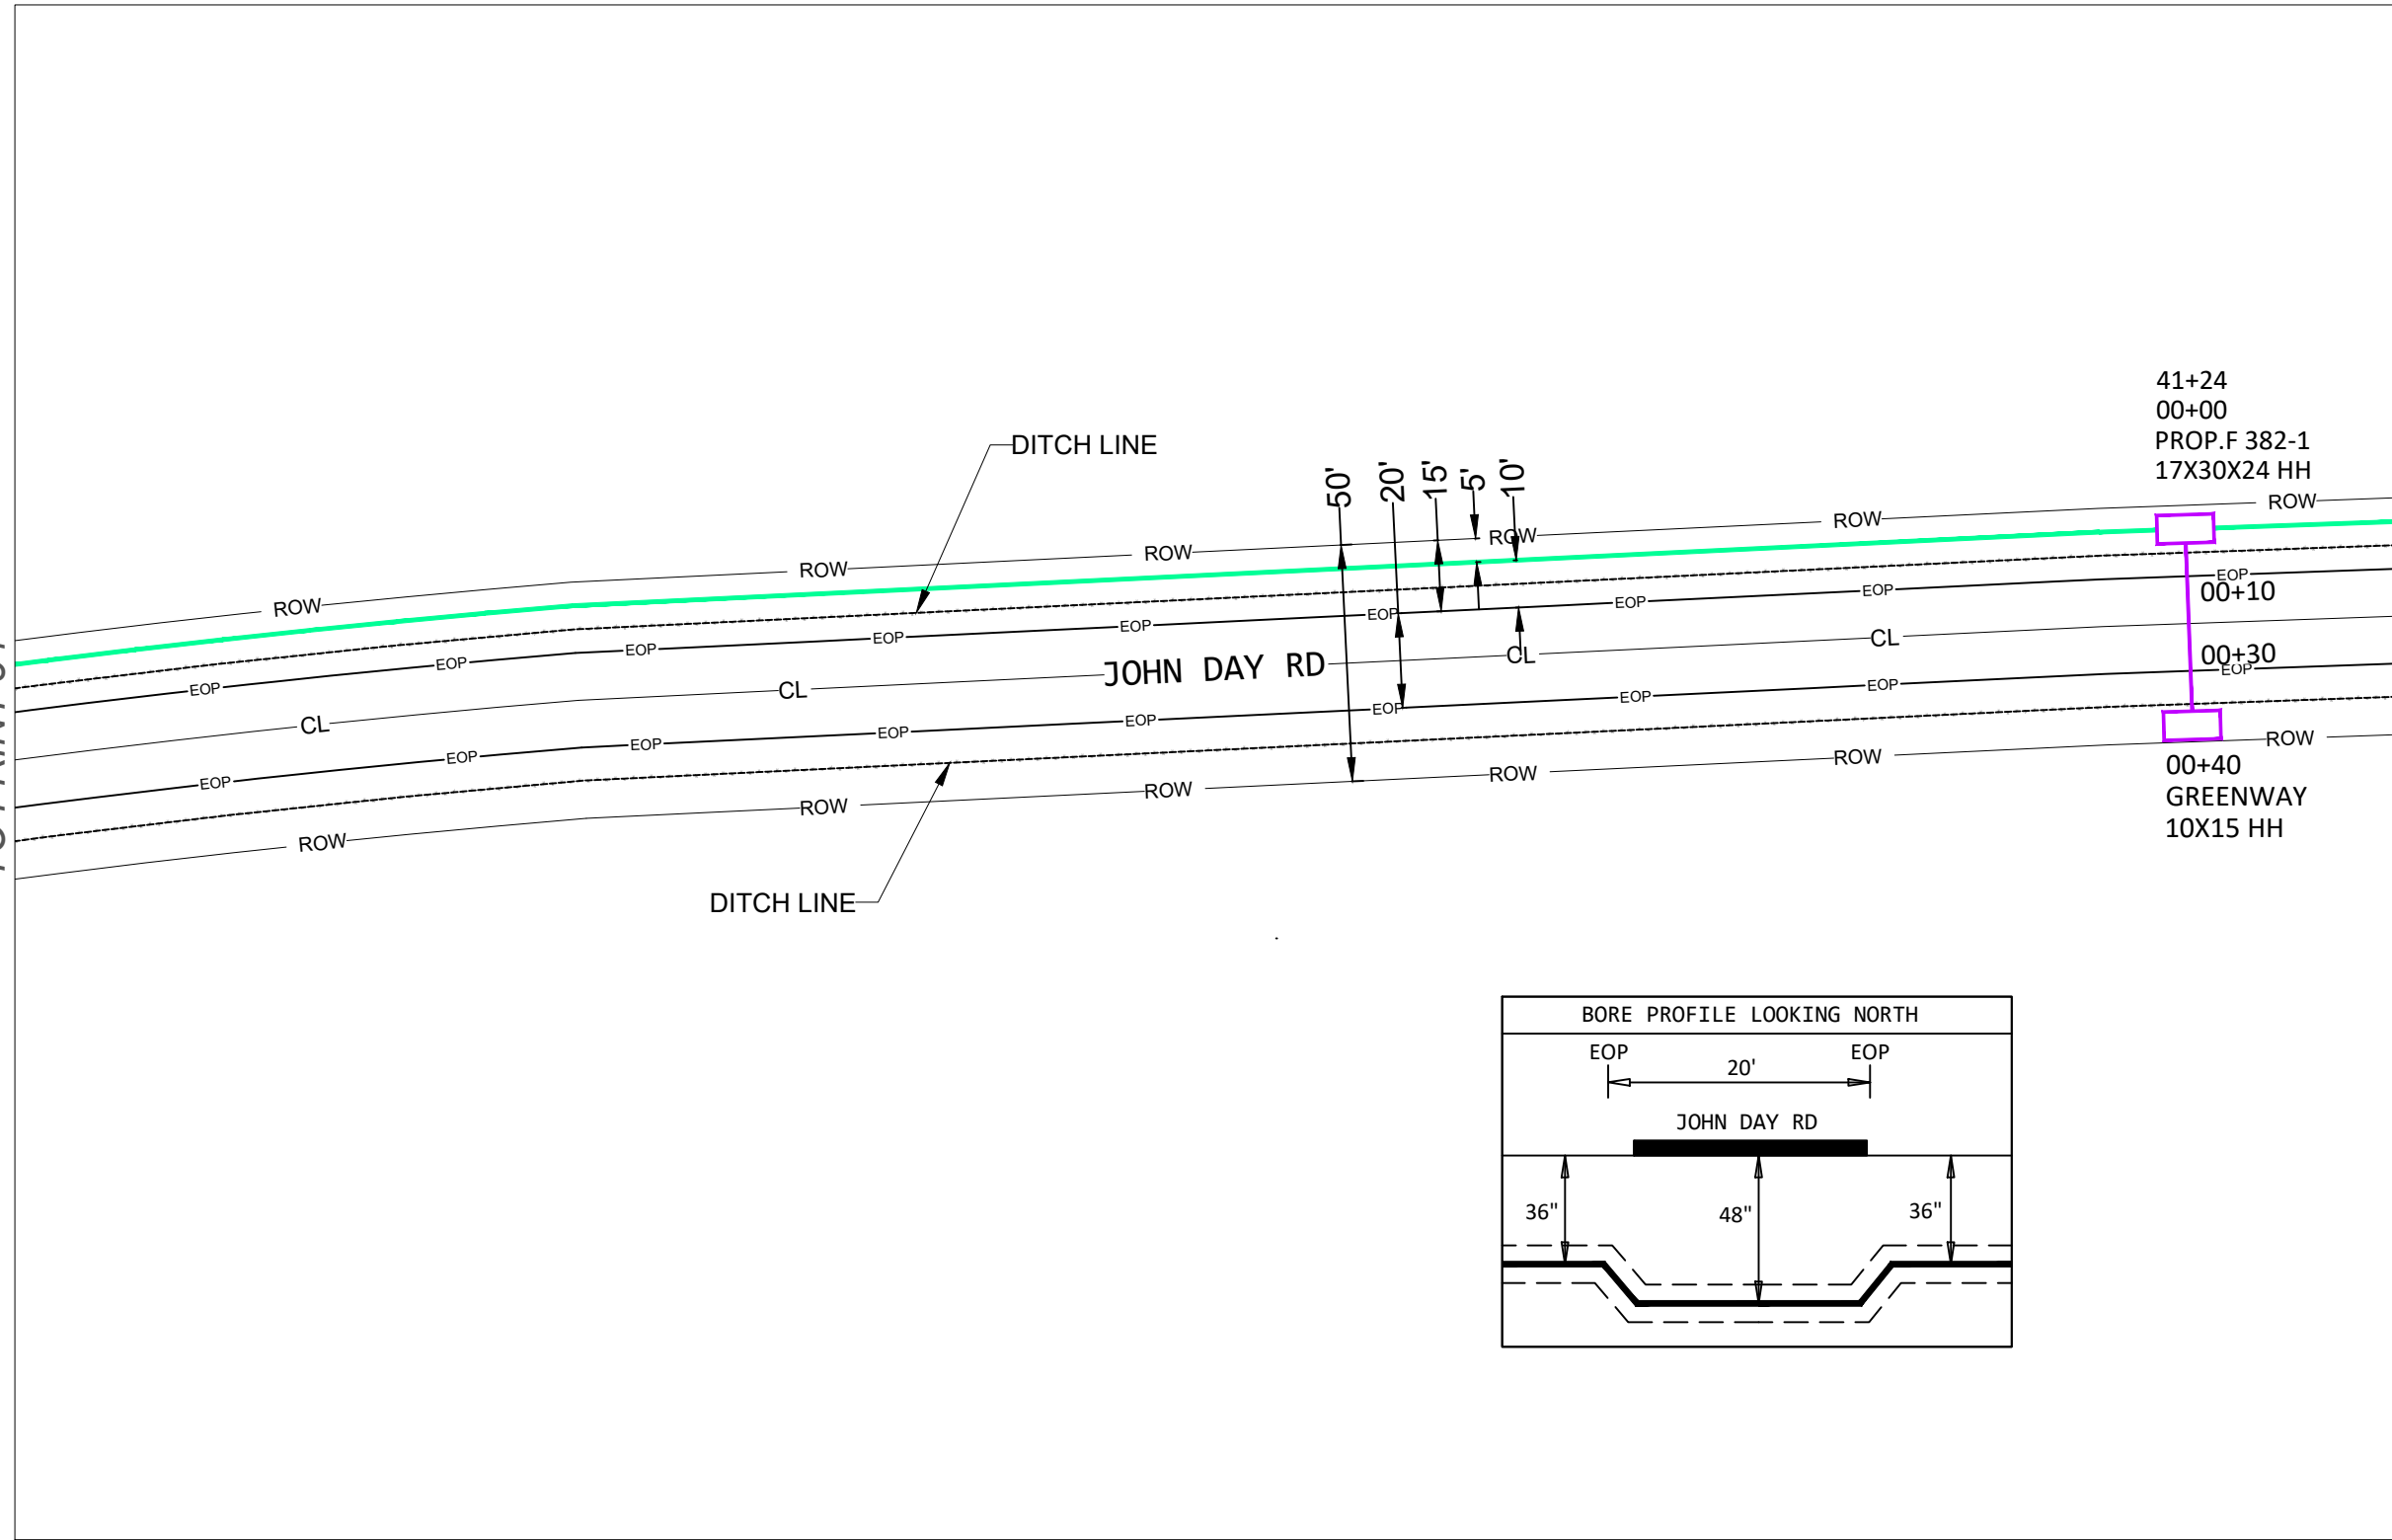 41+24
00+00
PROP.F 382-1
17X30X24 HH
DITCH LINE
50'
20'
15'
5'
10'
ROW
ROW
ROW
ROW
ROW
ROW
EOP
EOP
EOP
EOP
EOP
EOP
EOP
EOP
EOP
00+10
CL
CL
JOHN DAY RD
CL
CL
00+30
EOP
EOP
EOP
EOP
EOP
EOP
EOP
EOP
EOP
ROW
ROW
ROW
ROW
ROW
ROW
00+40
GREENWAY
10X15 HH
DITCH LINE
BORE PROFILE LOOKING NORTH
EOP
EOP
20'
JOHN DAY RD
36"
48"
36"